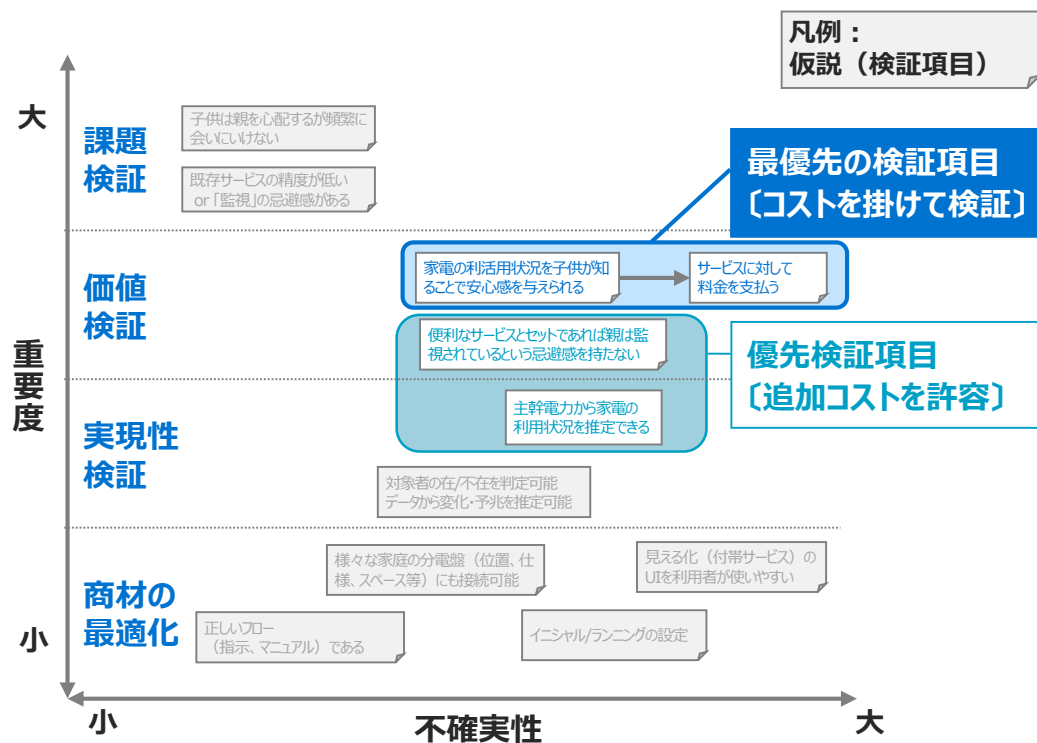 凡例：
仮説（検証項目）
大
課題
検証
子供は親を心配するが頻繁に
会いにいけない
既存サービスの精度が低い
or 「監視」の忌避感がある
最優先の検証項目
〔コストを掛けて検証〕
価値
検証
家電の利活用状況を子供が知
ることで安心感を与えられる
サービスに対して
料金を支払う
便利なサービスとセットであれば親は監
視されているという忌避感を持たない
優先検証項目
〔追加コストを許容〕
重要度
実現性
検証
主幹電力から家電の
利用状況を推定できる
対象者の在/不在を判定可能
データから変化・予兆を推定可能
商材の
最適化
様々な家庭の分電盤（位置、仕
様、スペース等）にも接続可能
見える化（付帯サービス）の
UIを利用者が使いやすい
正しいフロー
（指示、マニュアル）である
イニシャル/ランニングの設定
小
小
不確実性
大